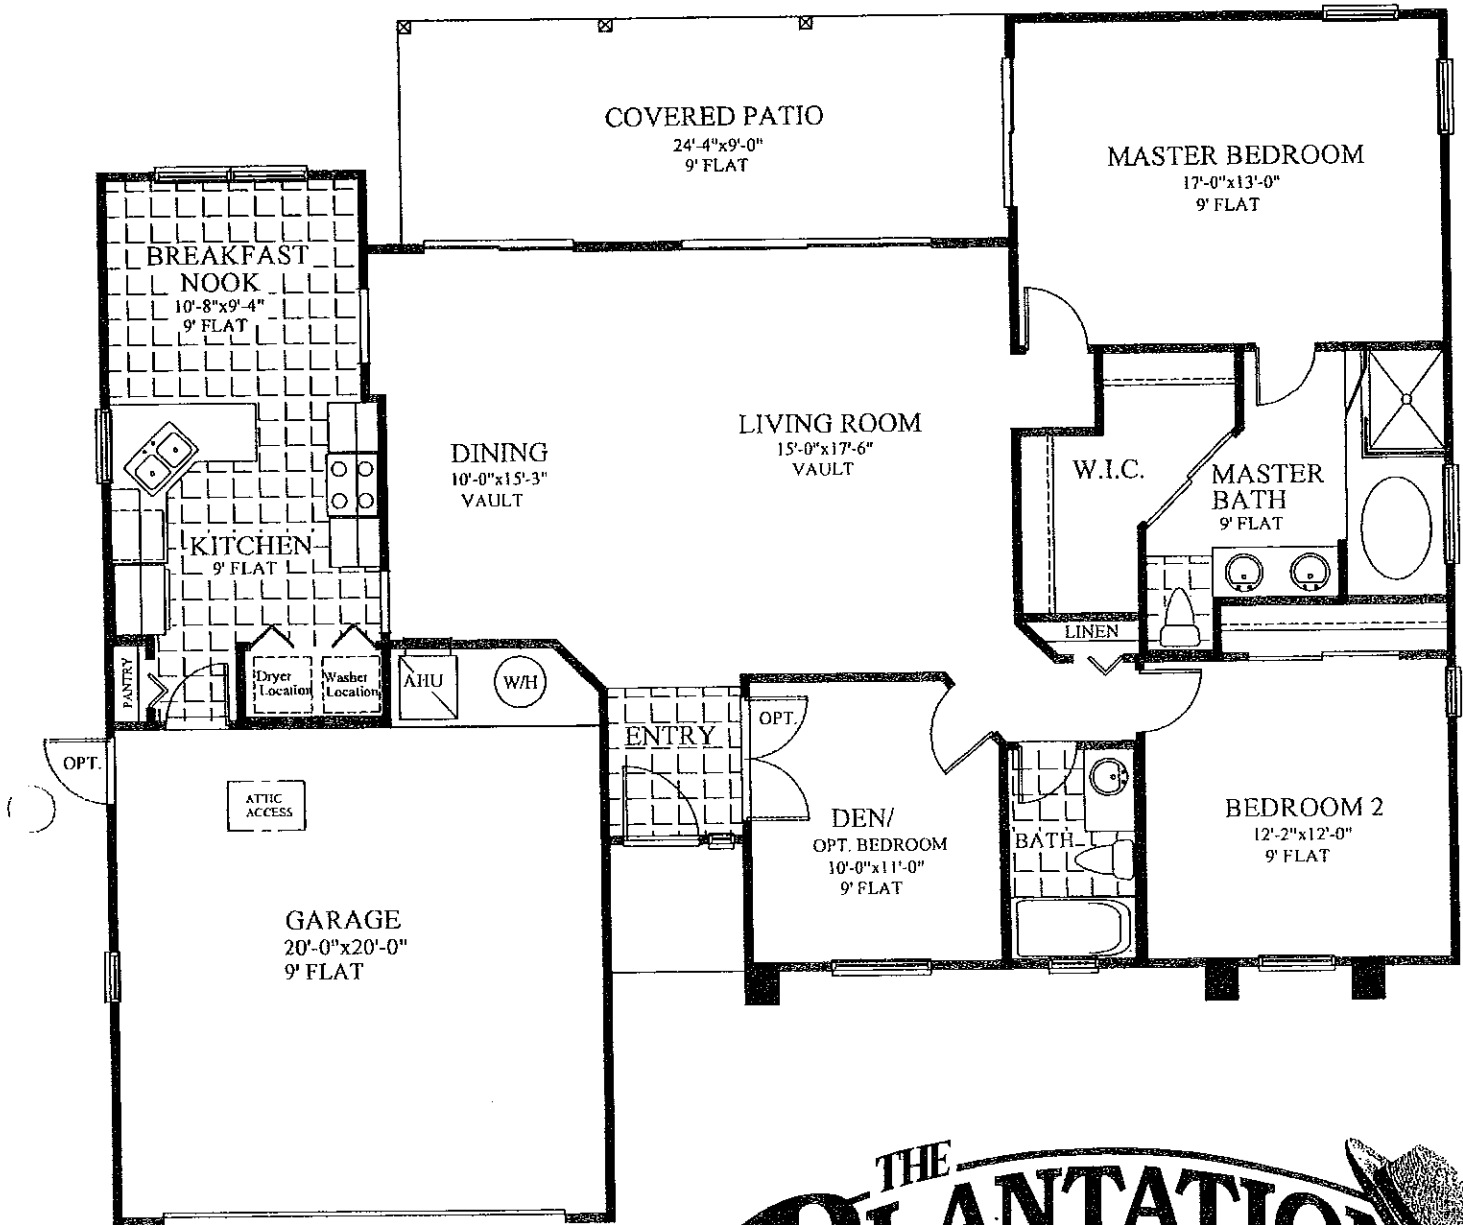 COVERED PATIO
24'-4"x9'-0"
9' FLAT
MASTER BEDROOM
17'-0"x13'-0"
9' FLAT
BREAKFAST
NOOK
10'-8"x9'-4"
9' FLAT
DINING
10'-0"x15'-3"
VAULT
LIVING ROOM
15'-0"x17'-6"
VAULT
W.I.C.
MASTER
BATH
9' FLAT
KITCHEN
9' FLAT
LINEN
PANTRY
Dryer
Location
Washer
Location
AHU
W/H
ENTRY
OPT.
OPT.
ATTIC
ACCESS
DEN/
OPT. BEDROOM
10'-0"x11'-0"
9' FLAT
BATH
BEDROOM 2
12'-2"x12'-0"
9' FLAT
GARAGE
20'-0"x20'-0"
9' FLAT
THE
PLANTATION